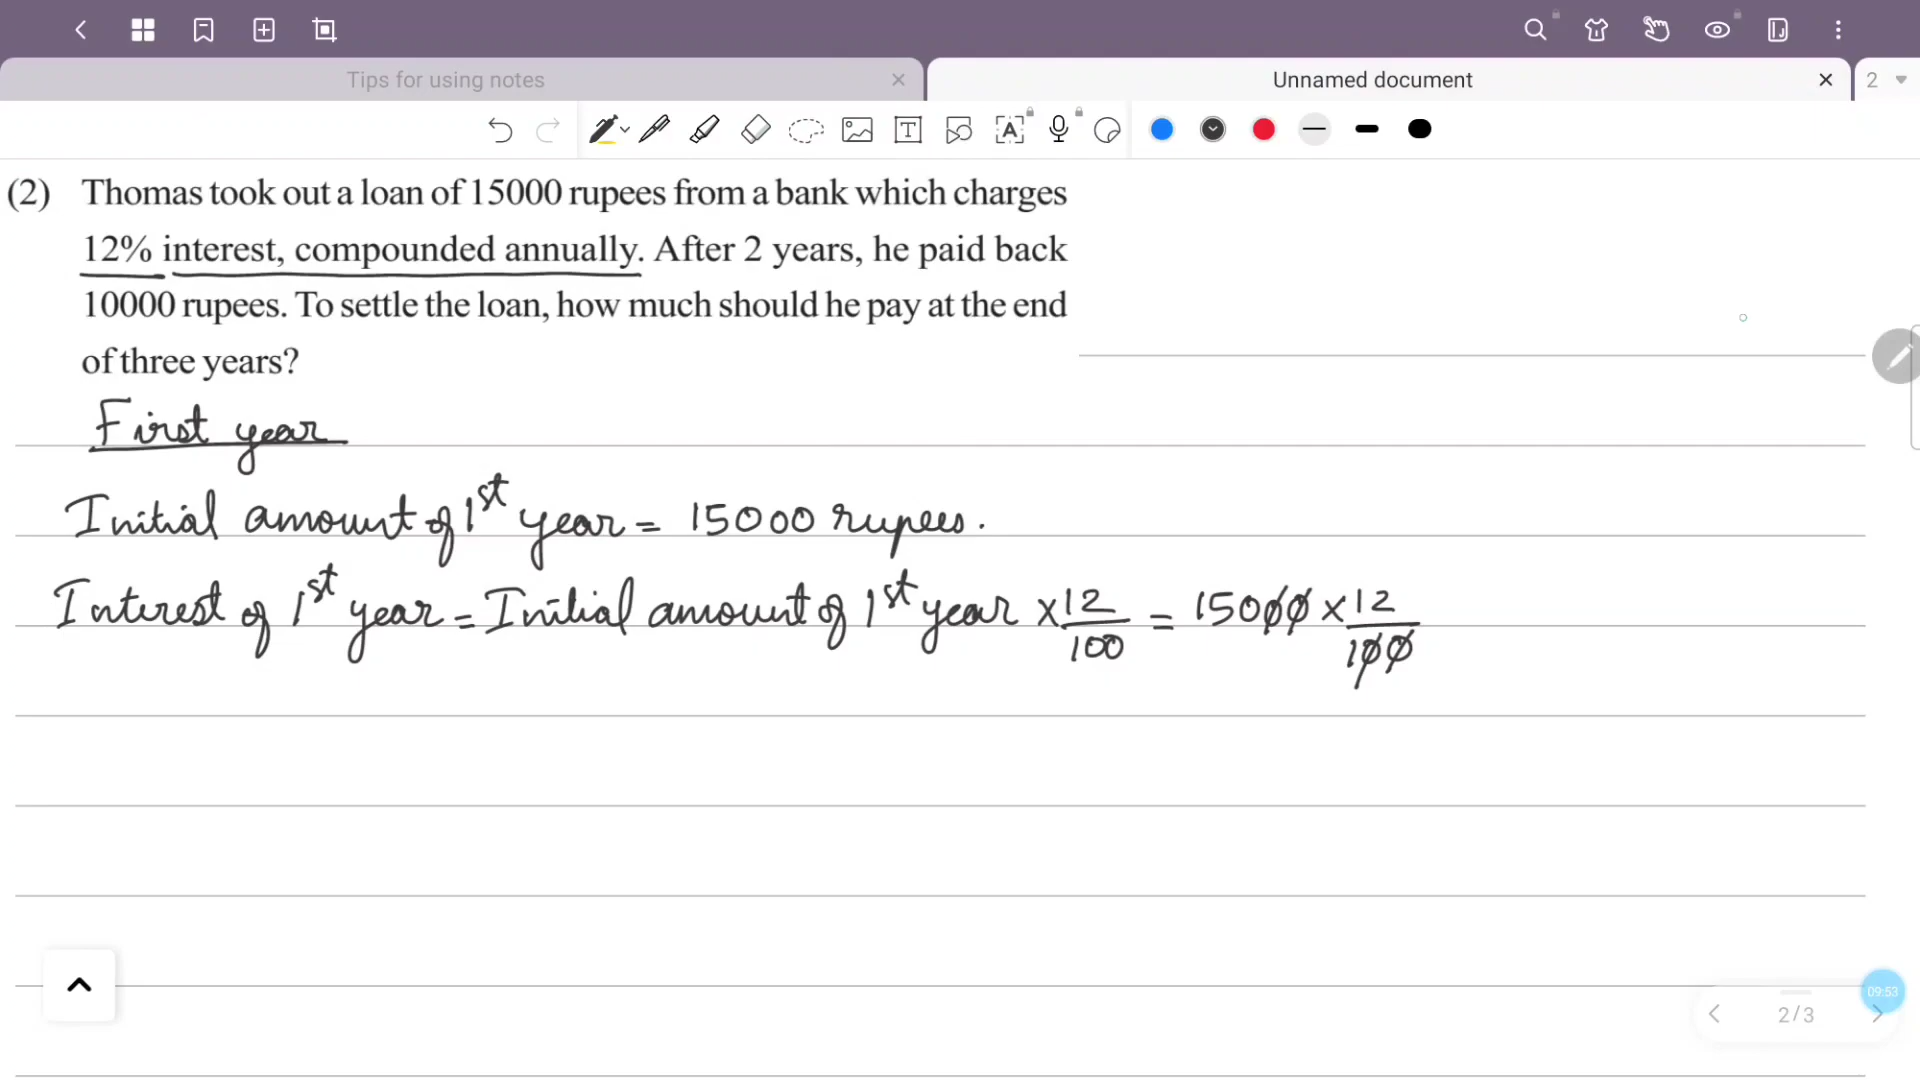 Tips for using notes
Unnamed document
2
(2) Thomas took out a loan of 15000 rupees from a bank which charges
12% interest, compounded annually. After 2 years, he paid back
10000 rupees. To settle the loan, how much should he pay at the end
of three years?
First year
Initial amount of 1st year = 15000 rupees.
Interest of 1st year = Initial amount of 1st year × 12/100 = 15000 × 12/100
09:53
2/3